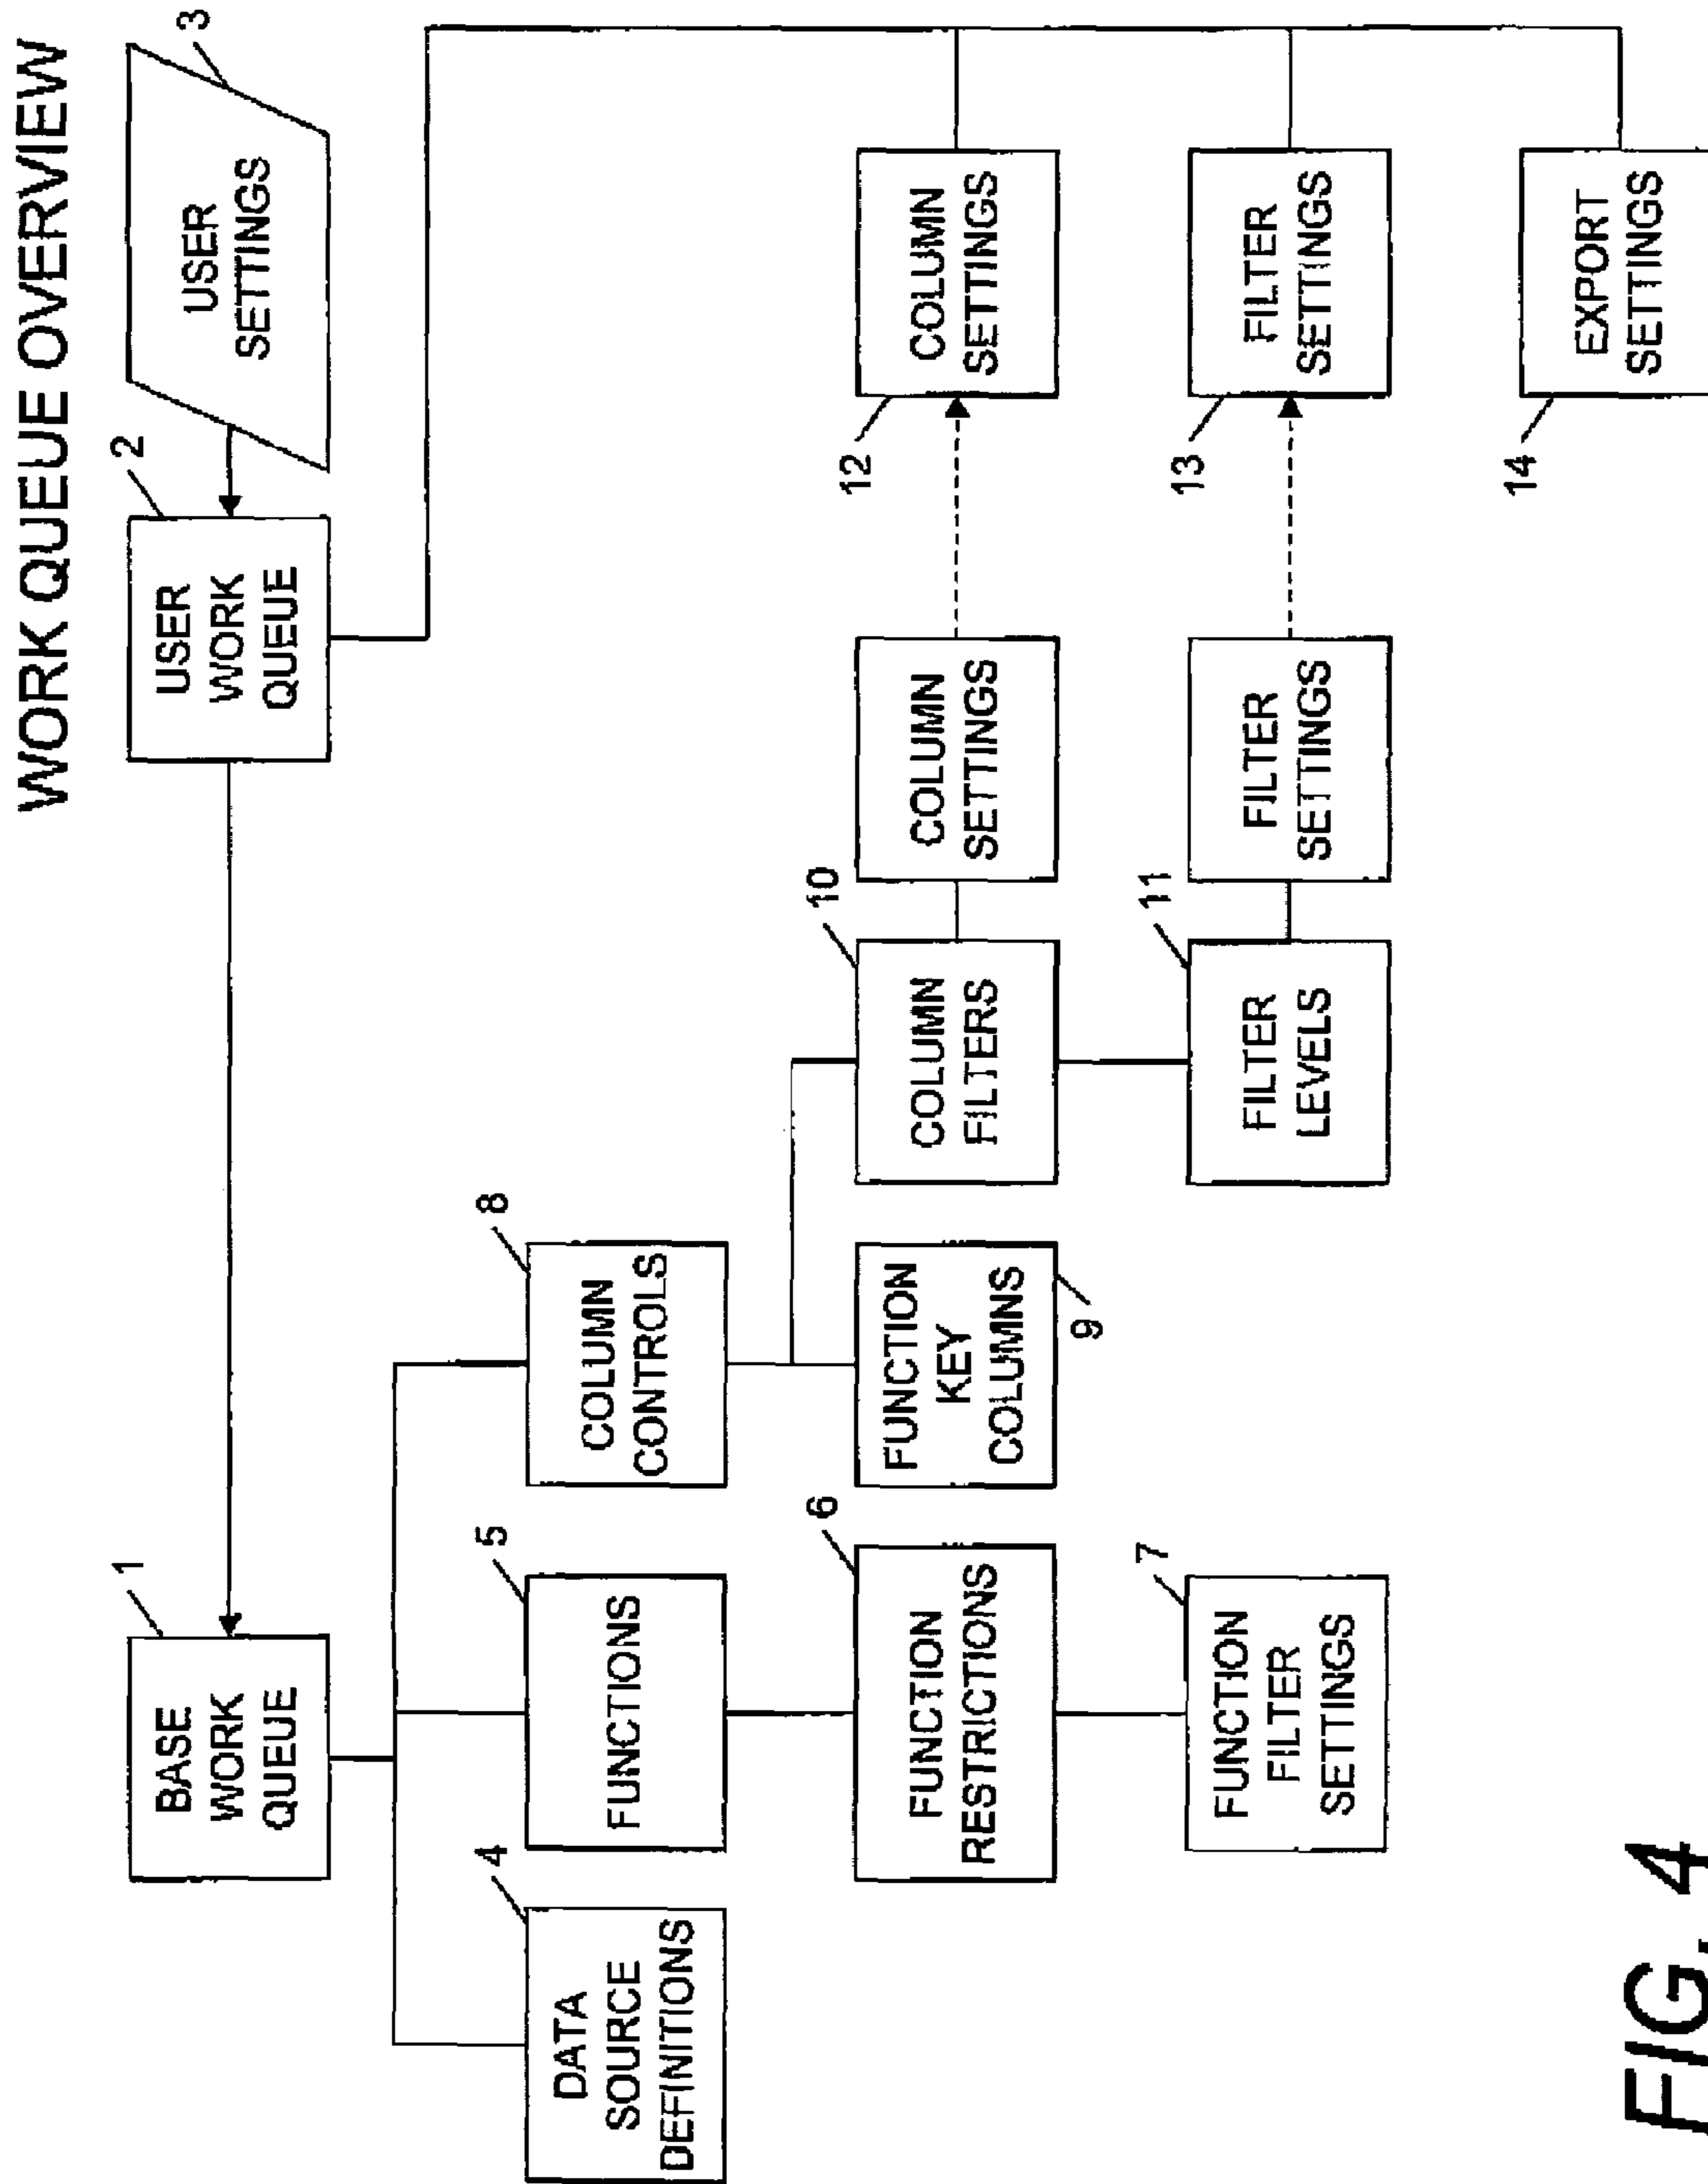 WORK QUEUE OVERVIEW
1
BASE
WORK
QUEUE
2
USER
WORK
QUEUE
3
USER
SETTINGS
4
DATA
SOURCE
DEFINITIONS
5
FUNCTIONS
8
COLUMN
CONTROLS
6
FUNCTION
RESTRICTIONS
FUNCTION
KEY
COLUMNS
9
10
COLUMN
FILTERS
COLUMN
SETTINGS
12
COLUMN
SETTINGS
7
FUNCTION
FILTER
SETTINGS
11
FILTER
LEVELS
FILTER
SETTINGS
13
FILTER
SETTINGS
14
EXPORT
SETTINGS
FIG. 4